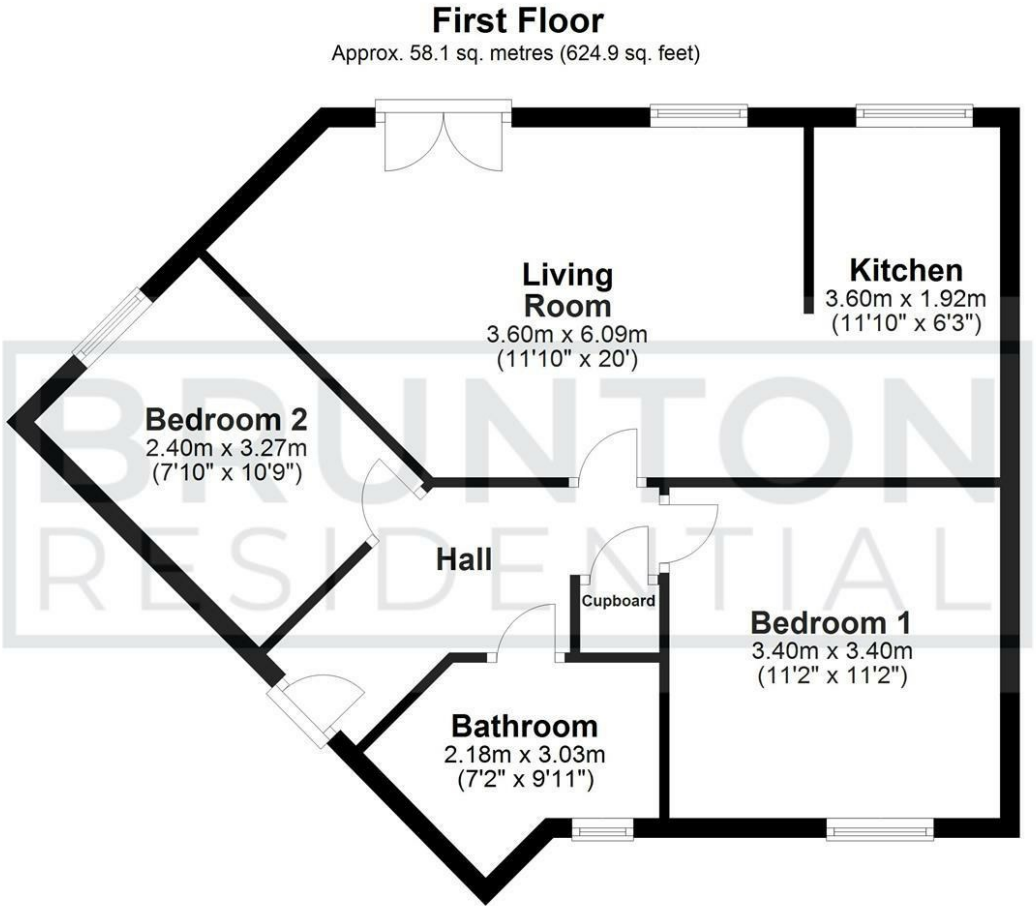 First Floor
Approx. 58.1 sq. metres (624.9 sq. feet)
Living
Room
3.60m x 6.09m
(11'10" x 20')
Kitchen
3.60m x 1.92m
(11'10" x 6'3")
Bedroom 2
2.40m x 3.27m
(7'10" x 10'9")
BRUNTON
RESIDENTIAL
Hall
Cupboard
Bedroom 1
3.40m x 3.40m
(11'2" x 11'2")
Bathroom
2.18m x 3.03m
(7'2" x 9'11")